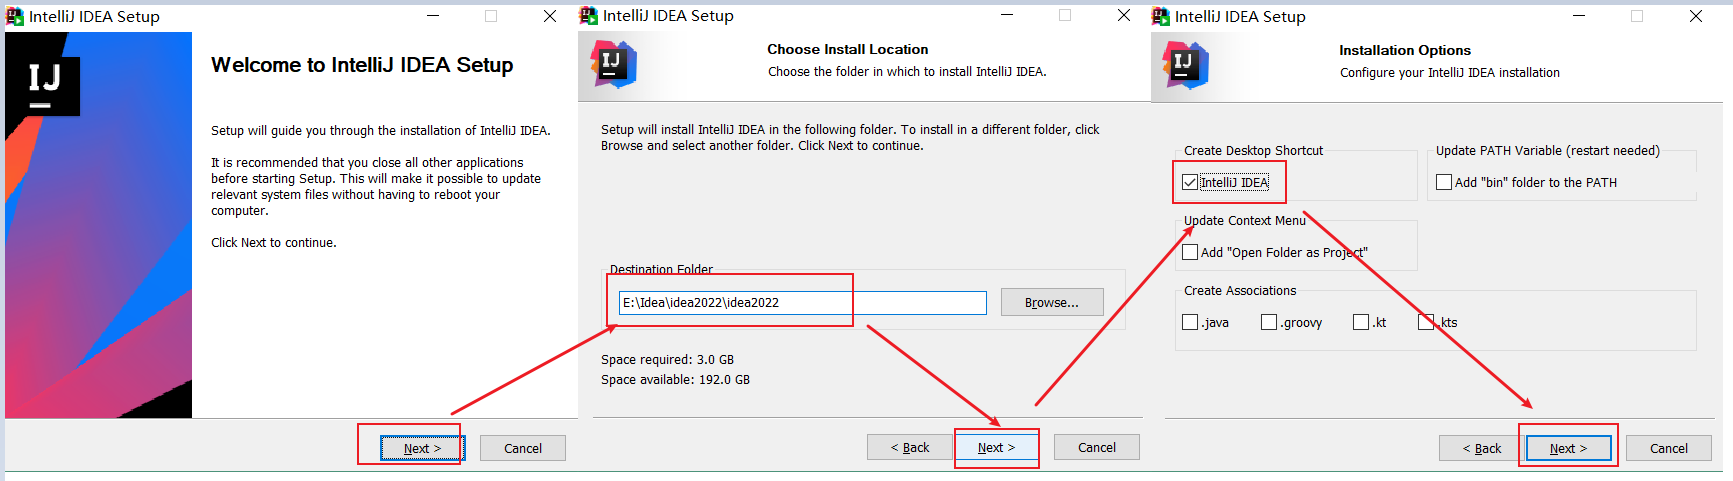 IntelliJ IDEA Setup
IJ
Welcome to IntelliJ IDEA Setup
Setup will guide you through the installation of IntelliJ IDEA.
It is recommended that you close all other applications
before starting Setup. This will make it possible to update
relevant system files without having to reboot your
computer.
Click Next to continue.
Next >
Cancel
IntelliJ IDEA Setup
IJ
Choose Install Location
Choose the folder in which to install IntelliJ IDEA.
Setup will install IntelliJ IDEA in the following folder. To install in a different folder, click
Browse and select another folder. Click Next to continue.
Destination Folder
E:\Idea\idea2022\idea2022
Browse...
Space required: 3.0 GB
Space available: 192.0 GB
< Back
Next >
Cancel
IntelliJ IDEA Setup
IJ
Installation Options
Configure your IntelliJ IDEA installation
Create Desktop Shortcut
IntelliJ IDEA
Update PATH Variable (restart needed)
Add "bin" folder to the PATH
Update Context Menu
Add "Open Folder as Project"
Create Associations
.java
.groovy
.kt
.kts
< Back
Next >
Cancel